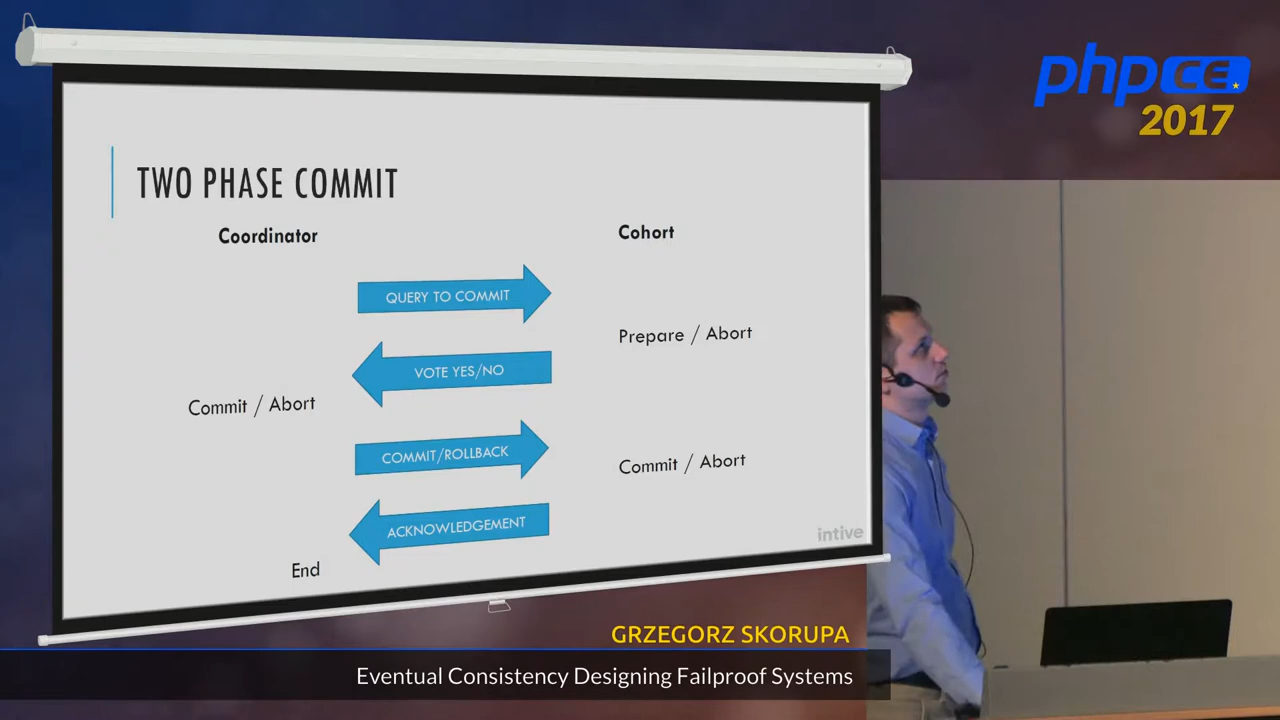 phpCE
2017
TWO PHASE COMMIT
Coordinator
Cohort
QUERY TO COMMIT
Prepare / Abort
VOTE YES/NO
Commit / Abort
COMMIT/ROLLBACK
Commit / Abort
ACKNOWLEDGEMENT
End
intive
GRZEGORZ SKORUPA
Eventual Consistency Designing Failproof Systems